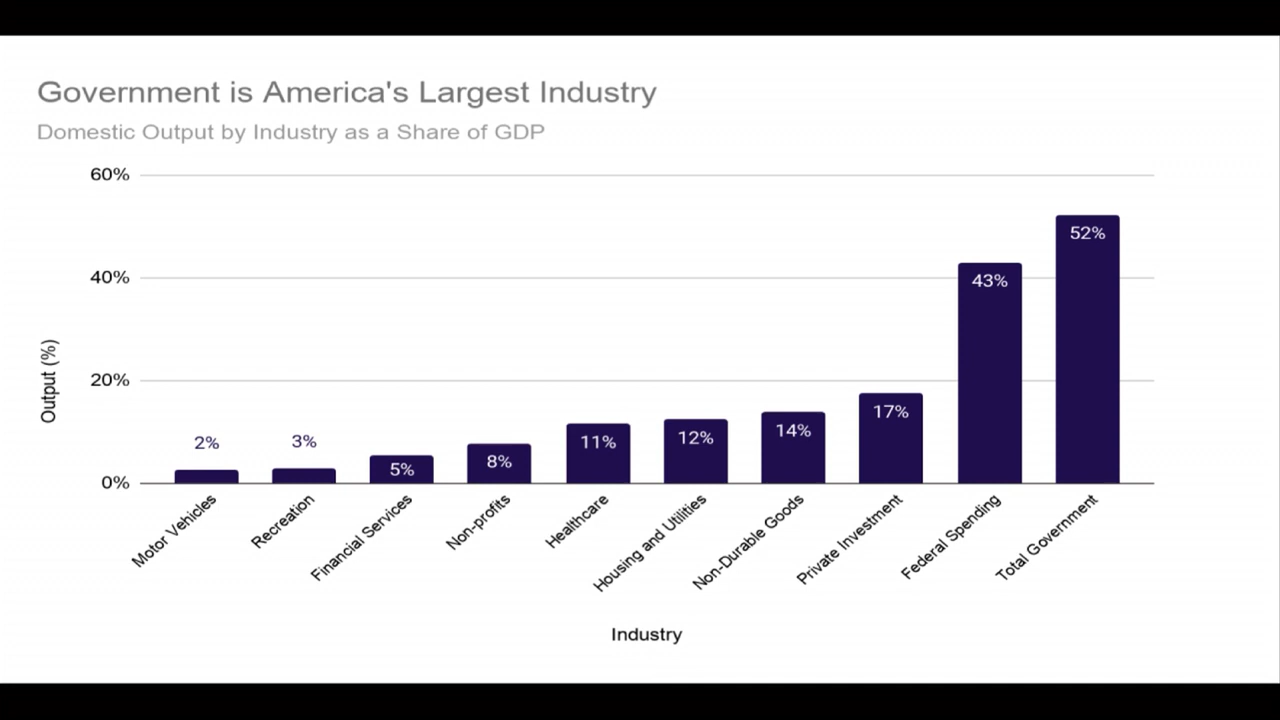 Government is America's Largest Industry
Domestic Output by Industry as a Share of GDP
60%
40%
20%
0%
Output (%)
2%
3%
5%
8%
11%
12%
14%
17%
43%
52%
Motor Vehicles
Recreation
Financial Services
Non-profits
Healthcare
Housing and Utilities
Non-Durable Goods
Private Investment
Federal Spending
Total Government
Industry